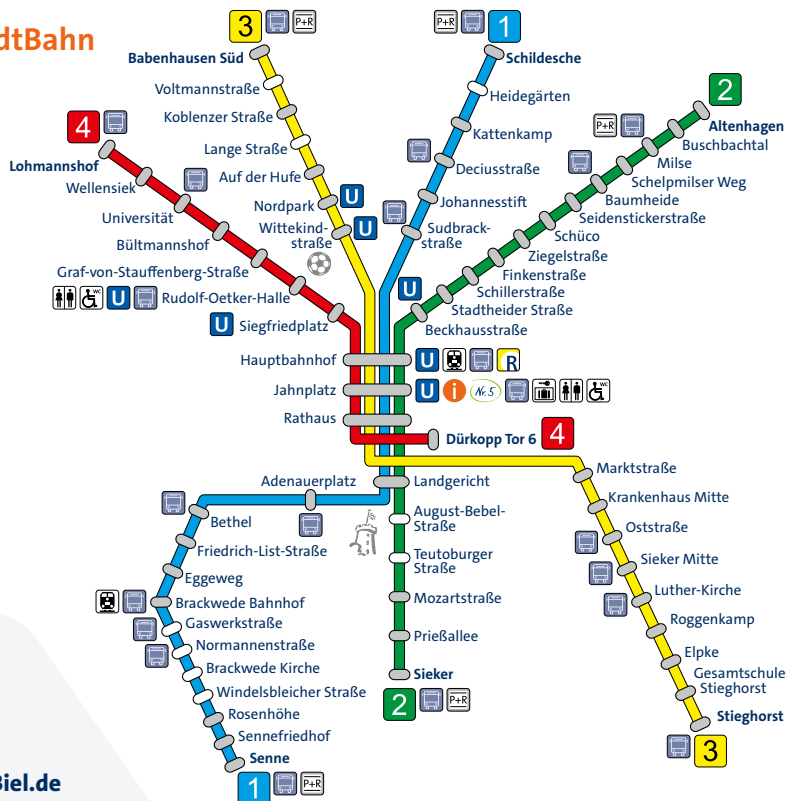 dtBahn
3
P+R
P+R
1
Babenhausen Süd
Schildesche
Voltmannstraße
Heidegärten
2
Koblenzer Straße
4
P+R
Altenhagen
Kattenkamp
Buschbachtal
Lange Straße
Milse
Lohmannshof
Deciusstraße
Auf der Hufe
Schelpmilser Weg
Wellensiek
Baumheide
U
Johannesstift
Nordpark
Seidenstickerstraße
Universität
U
Wittekind-
straße
Sudbrack-
straße
Schüco
Bültmannshof
Ziegelstraße
Graf-von-Stauffenberg-Straße
Finkenstraße
WC
U
Rudolf-Oetker-Halle
U
Schillerstraße
Stadtheider Straße
U
Siegfriedplatz
Beckhausstraße
Hauptbahnhof
U
R
Jahnplatz
U
i
Nr. 5
WC
Rathaus
Dürkopp Tor 6
4
Marktstraße
Adenauerplatz
Landgericht
Krankenhaus Mitte
August-Bebel-
Straße
Bethel
Oststraße
Friedrich-List-Straße
Teutoburger
Straße
Sieker Mitte
Eggeweg
Luther-Kirche
Mozartstraße
Brackwede Bahnhof
Gaswerkstraße
Roggenkamp
Prießallee
Normannenstraße
Elpke
Brackwede Kirche
Sieker
Gesamtschule
Stieghorst
Windelsbleicher Straße
2
P+R
Rosenhöhe
Stieghorst
Sennefriedhof
3
Senne
Biel.de
1
P+R